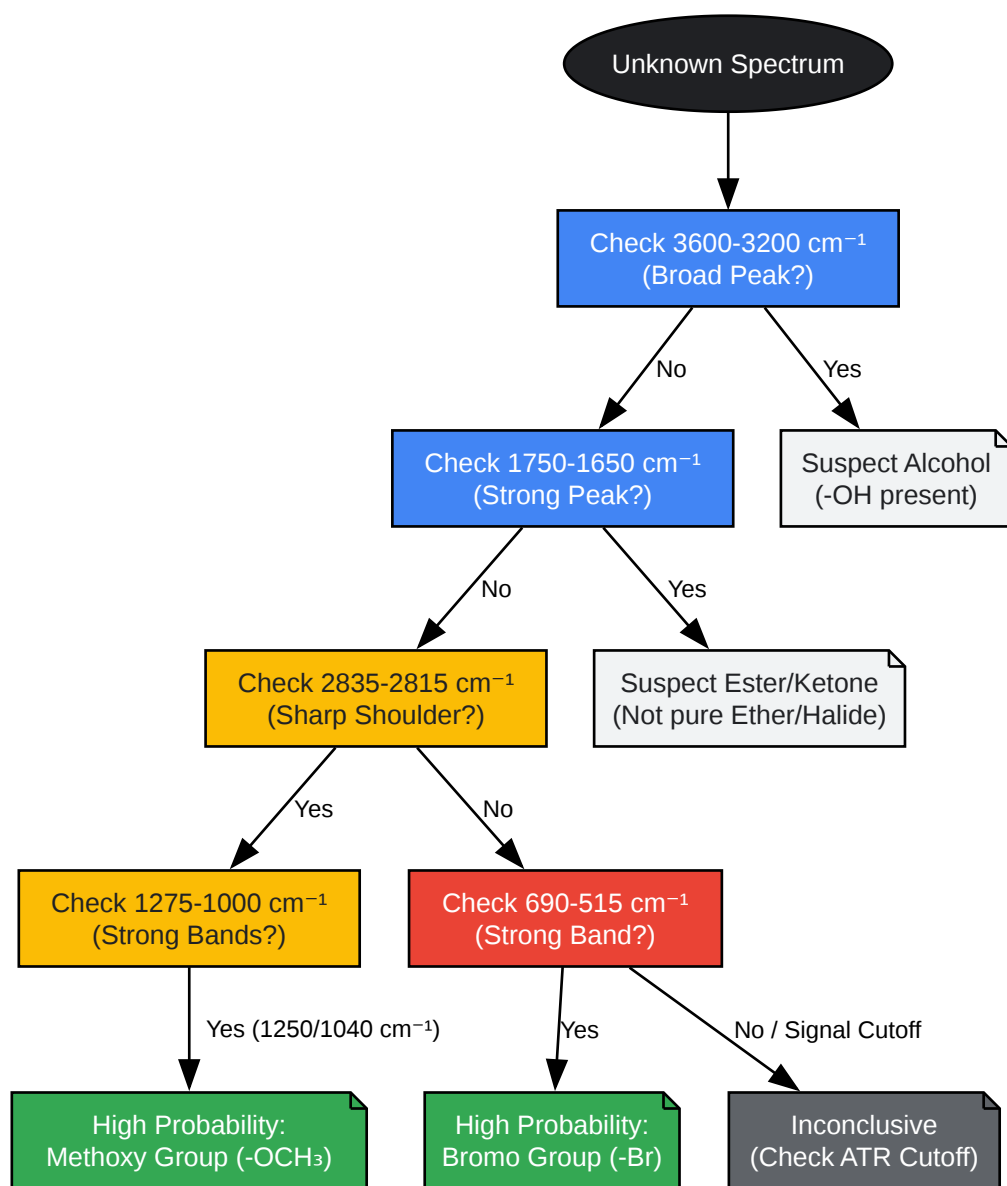 Unknown Spectrum
Check 3600-3200 cm⁻¹
(Broad Peak?)
No
Yes
Check 1750-1650 cm⁻¹
(Strong Peak?)
Suspect Alcohol
(-OH present)
No
Yes
Check 2835-2815 cm⁻¹
(Sharp Shoulder?)
Suspect Ester/Ketone
(Not pure Ether/Halide)
Yes
No
Check 1275-1000 cm⁻¹
(Strong Bands?)
Check 690-515 cm⁻¹
(Strong Band?)
Yes (1250/1040 cm⁻¹)
Yes
No / Signal Cutoff
High Probability:
Methoxy Group (-OCH₃)
High Probability:
Bromo Group (-Br)
Inconclusive
(Check ATR Cutoff)